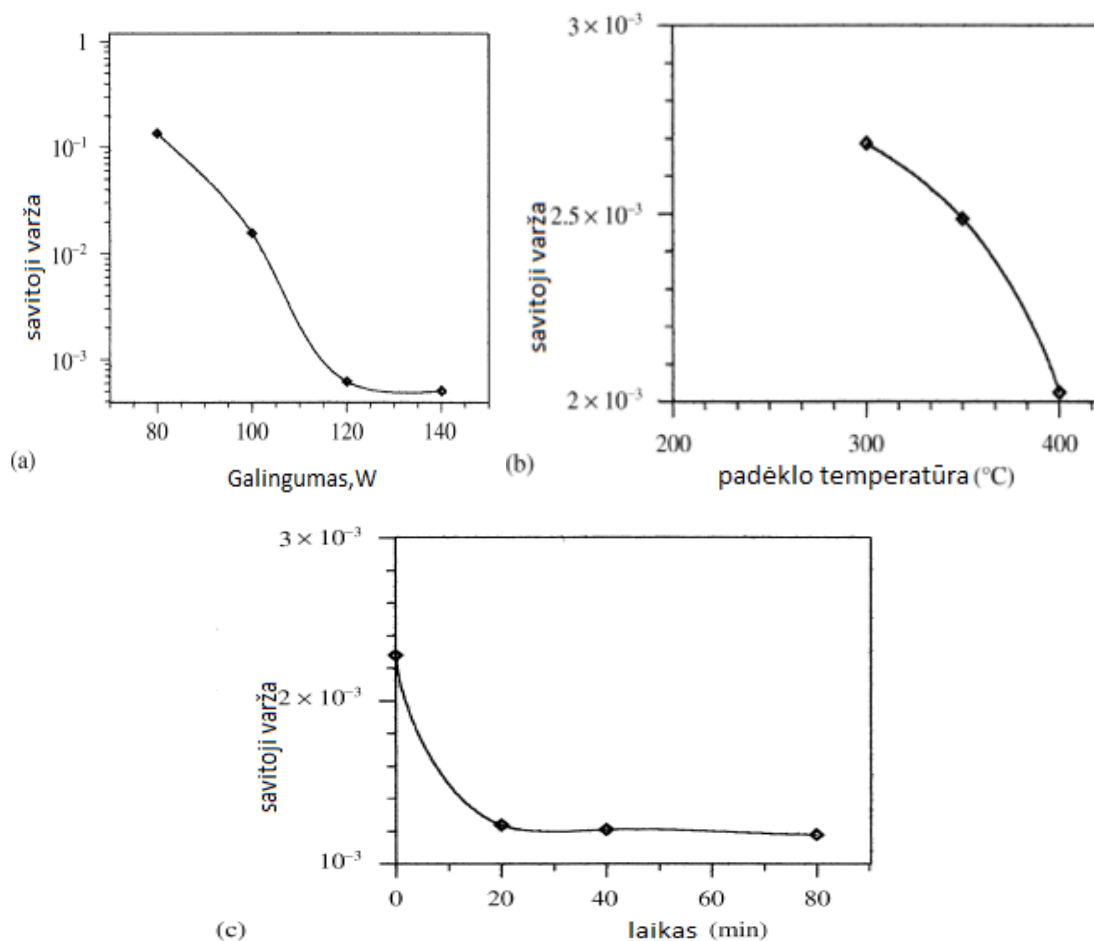 1
10⁻¹
10⁻²
10⁻³
savitoji varža
80 100 120 140
(a)
Galingumas,W
3 × 10⁻³
2.5 × 10⁻³
2 × 10⁻³
savitoji varža
200 300 400
(b)
padėklo temperatūra (°C)
3 × 10⁻³
2 × 10⁻³
10⁻³
savitoji varža
0 20 40 60 80
(c)
laikas (min)